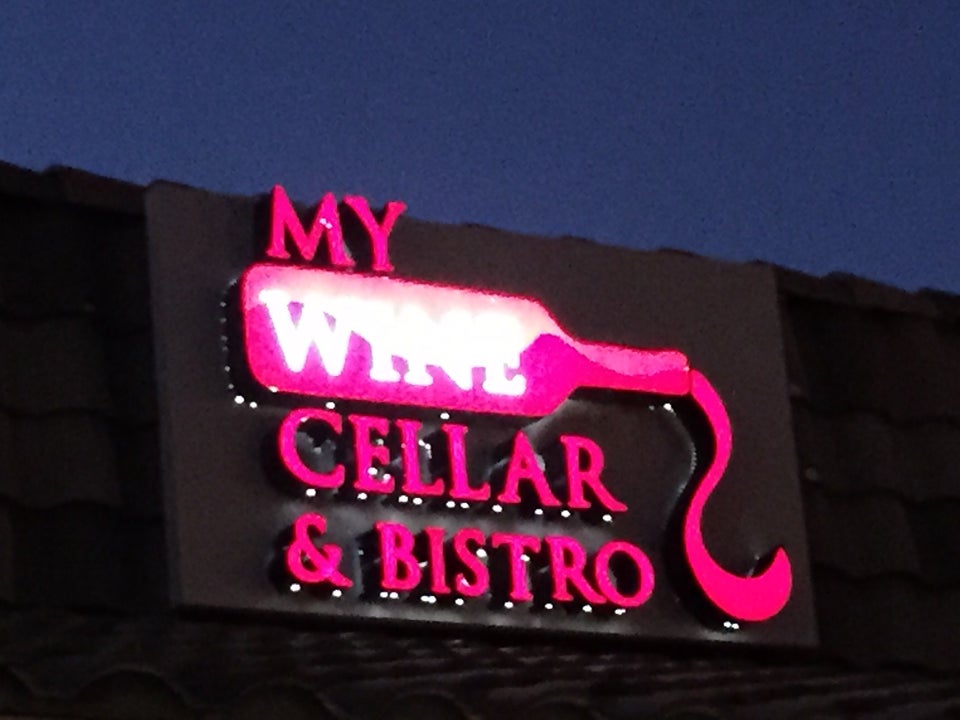 MY
WINE
CELLAR
& BISTRO